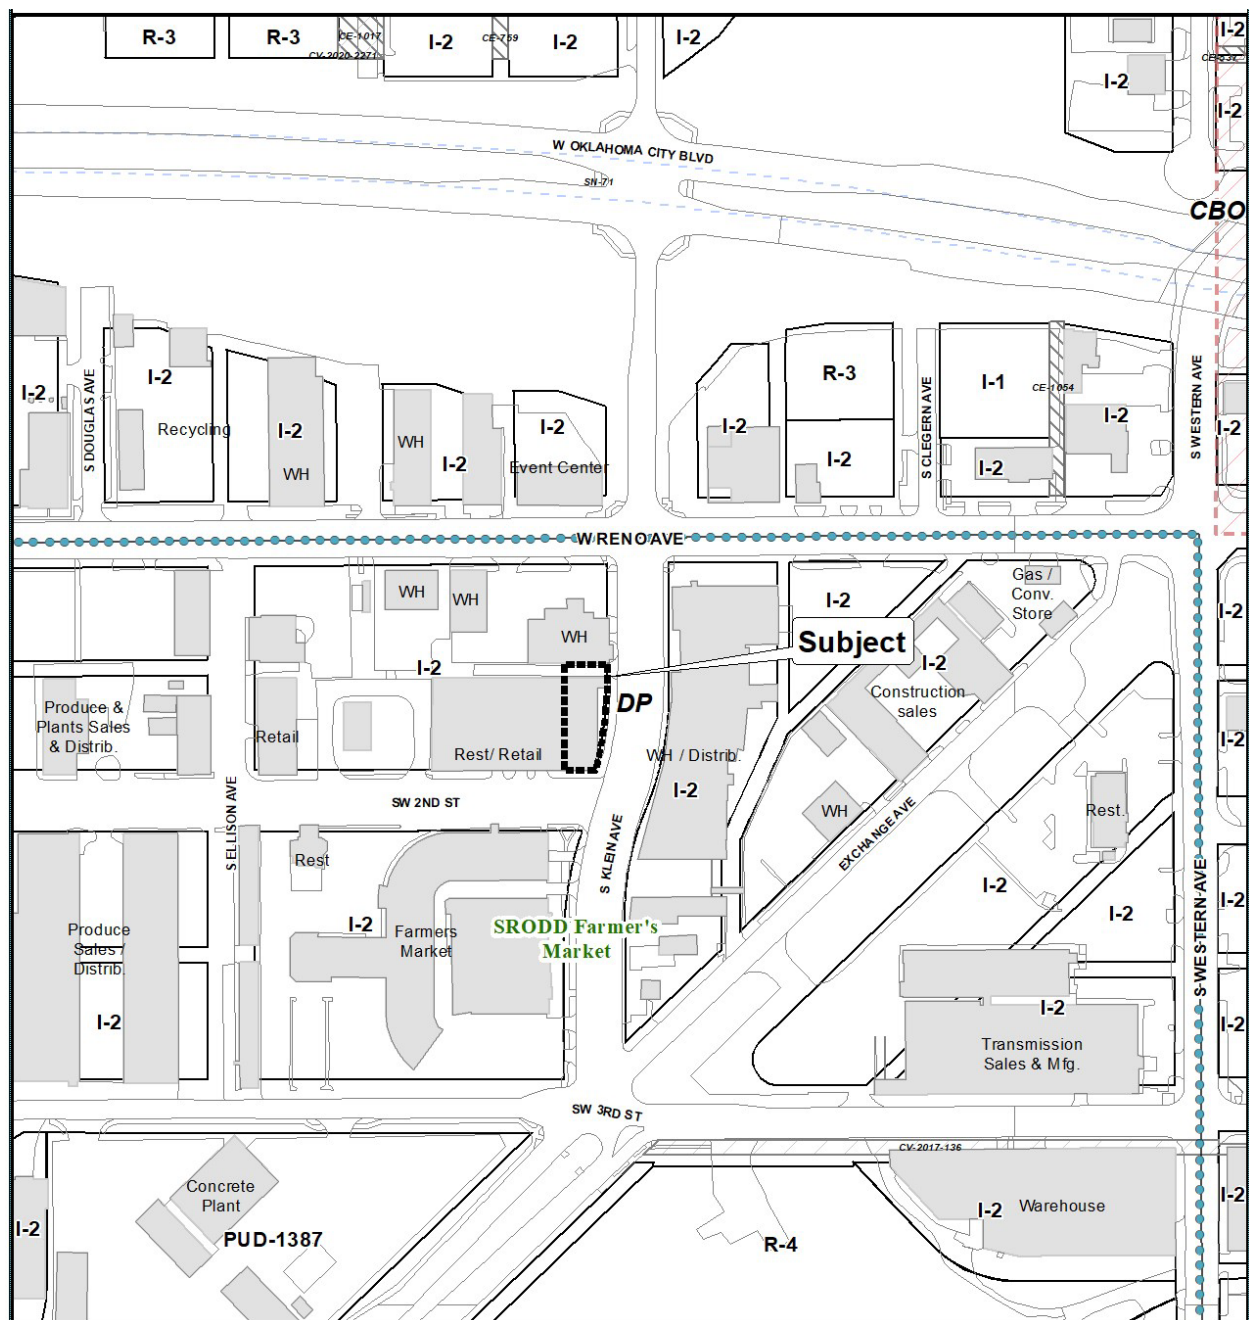 R-3
R-3
CE-1017
CV-2020-2271
I-2
CE-759
I-2
I-2
I-2
I-2
I-2
W OKLAHOMA CITY BLVD
SN-71
CBO
I-2
S DOUGLAS AVE
I-2
Recycling
I-2
WH
WH
I-2
I-2
Event Center
I-2
R-3
I-2
S CLEGERN AVE
I-1
CE-1054
I-2
I-2
S WESTERN AVE
I-2
W RENO AVE
WH
WH
WH
I-2
I-2
Gas /
Conv.
Store
I-2
Subject
I-2
DP
Construction
sales
Produce &
Plants Sales
& Distrib.
Retail
Rest/ Retail
WH / Distrib.
I-2
I-2
SW 2ND ST
S ELLISON AVE
WH
Rest.
S KLEIN AVE
EXCHANGE AVE
Rest
I-2
I-2
S WESTERN AVE
I-2
I-2
Farmers
Market
SRODD Farmer's
Market
Produce
Sales /
Distrib.
I-2
I-2
I-2
Transmission
Sales & Mfg.
SW 3RD ST
CV-2017-136
Concrete
Plant
I-2
PUD-1387
R-4
I-2
Warehouse
I-2